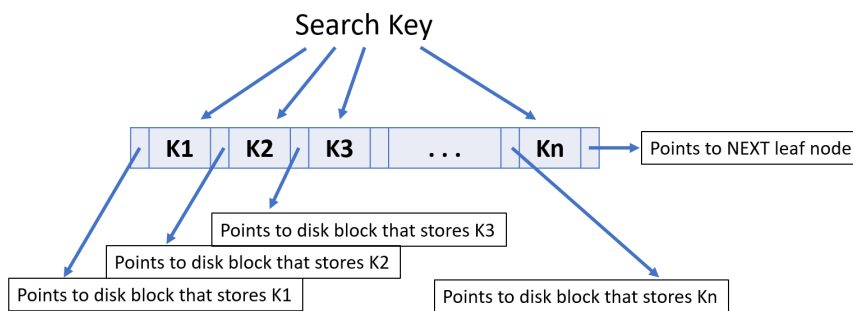 Search Key
K1 K2 K3 . . . Kn
Points to NEXT leaf node
Points to disk block that stores K3
Points to disk block that stores K2
Points to disk block that stores K1
Points to disk block that stores Kn